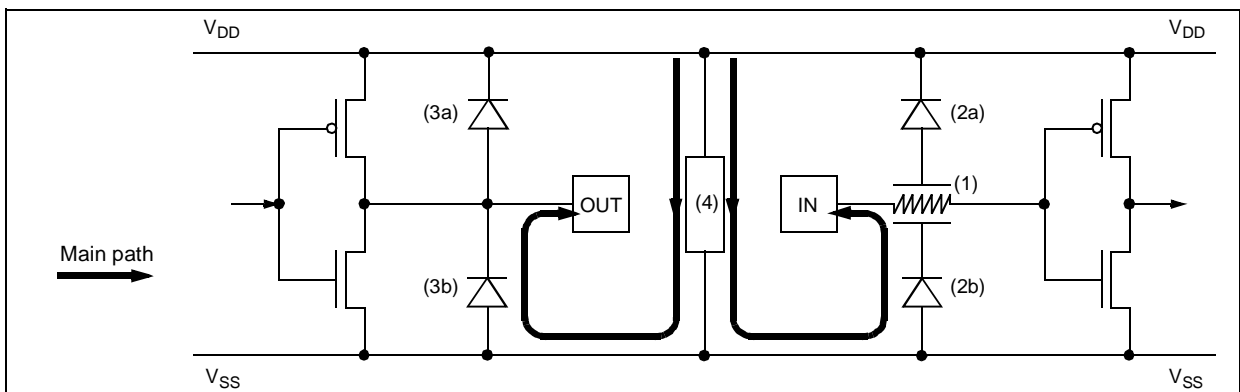 VDD VDD
(3a) (2a)
(1)
OUT (4) IN
Main path
(3b) (2b)
VSS VSS